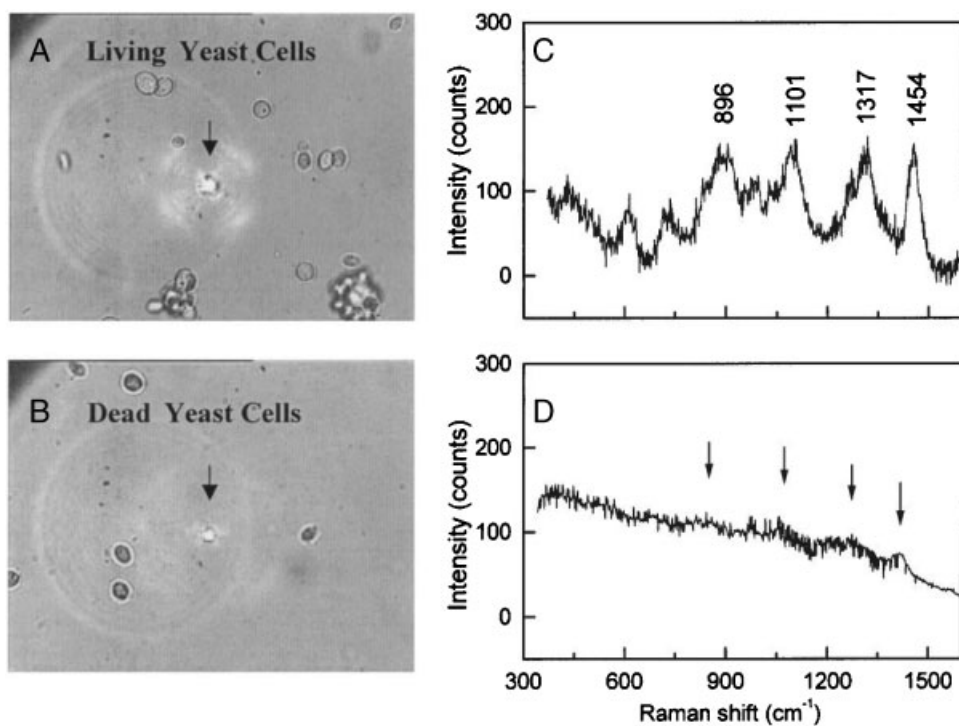 A Living Yeast Cells
B Dead Yeast Cells
300
C
200
100
0
Intensity (counts)
896
1101
1317
1454
300
D
200
100
0
Intensity (counts)
300 600 900 1200 1500
Raman shift (cm⁻¹)